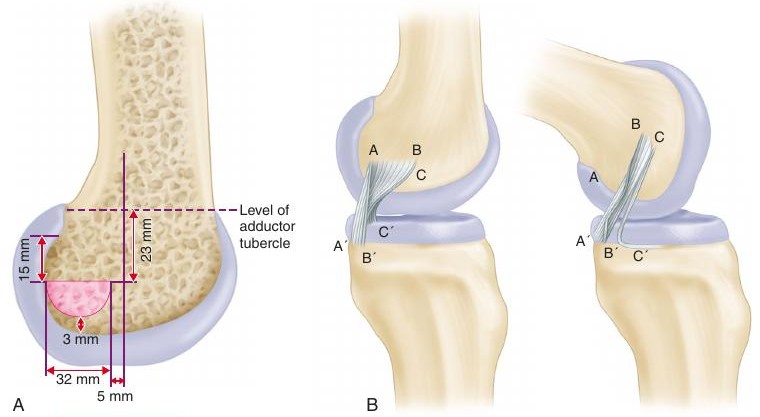 Level of
adductor
tubercle
15 mm
23 mm
3 mm
32 mm
5 mm
A
A
B
C
A´
B´
C´
B
B
C
A
A´
B´
C´